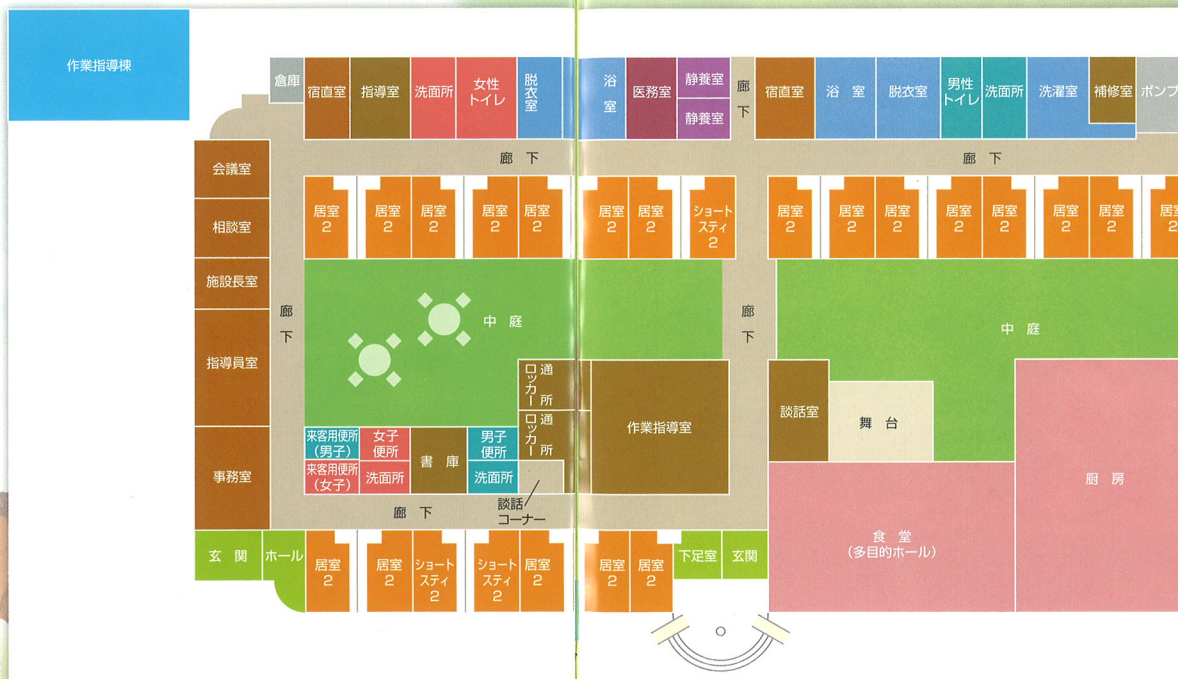 作業指導棟
倉庫
宿直室
指導室
洗面所
女性
トイレ
脱衣室
浴室
医務室
静養室
静養室
廊下
宿直室
浴 室
脱衣室
男性
トイレ
洗面所
洗濯室
補修室
ポンプ
廊 下
廊 下
会議室
相談室
施設長室
指導員室
事務室
居室
2
居室
2
居室
2
居室
2
居室
2
居室
2
居室
2
ショート
スティ
2
居室
2
居室
2
居室
2
居室
2
居室
2
居室
2
居室
2
居室
2
廊下
中 庭
廊下
中 庭
通所
ロッカー
通所
ロッカー
作業指導室
談話室
舞 台
厨 房
来客用便所
(男子)
女子
便所
書 庫
男子
便所
来客用便所
(女子)
洗面所
洗面所
談話
コーナー
廊 下
食 堂
(多目的ホール)
玄 関
ホール
居室
2
居室
2
ショート
スティ
2
ショート
スティ
2
居室
2
居室
2
居室
2
下足室
玄関